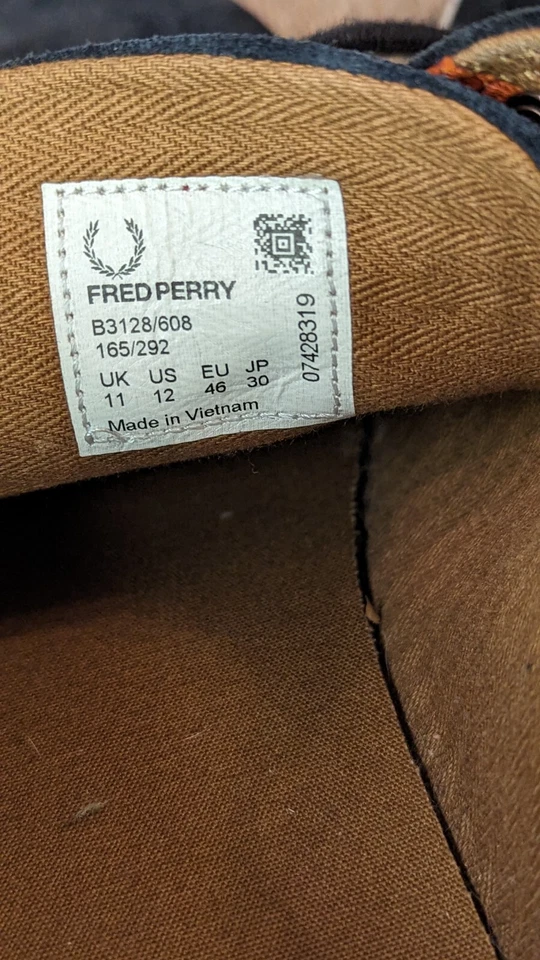 FRED PERRY
B3128/608
165/292
UK US EU JP
11 12 46 30
Made in Vietnam
07428319